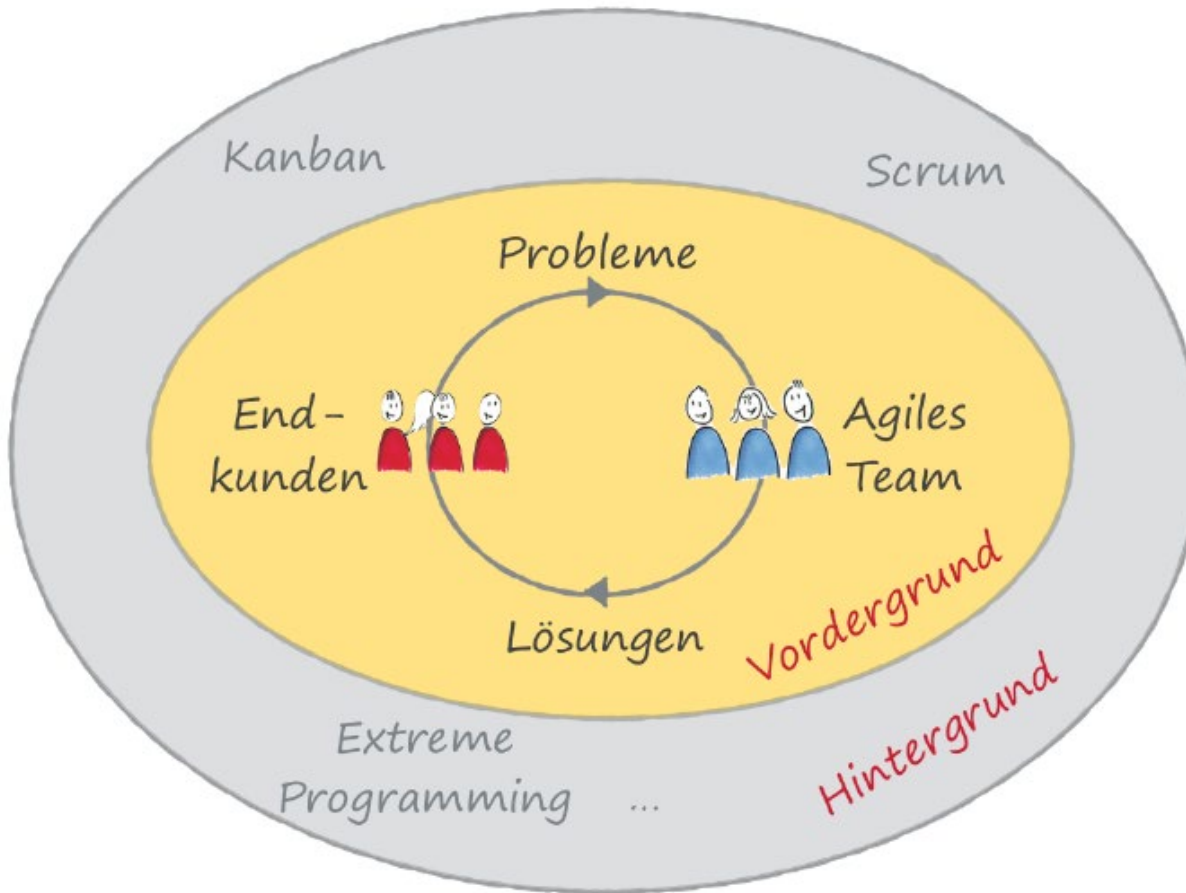 Kanban
Scrum
Probleme
End-
kunden
Agiles
Team
Lösungen
Vordergrund
Hintergrund
Extreme
Programming ...